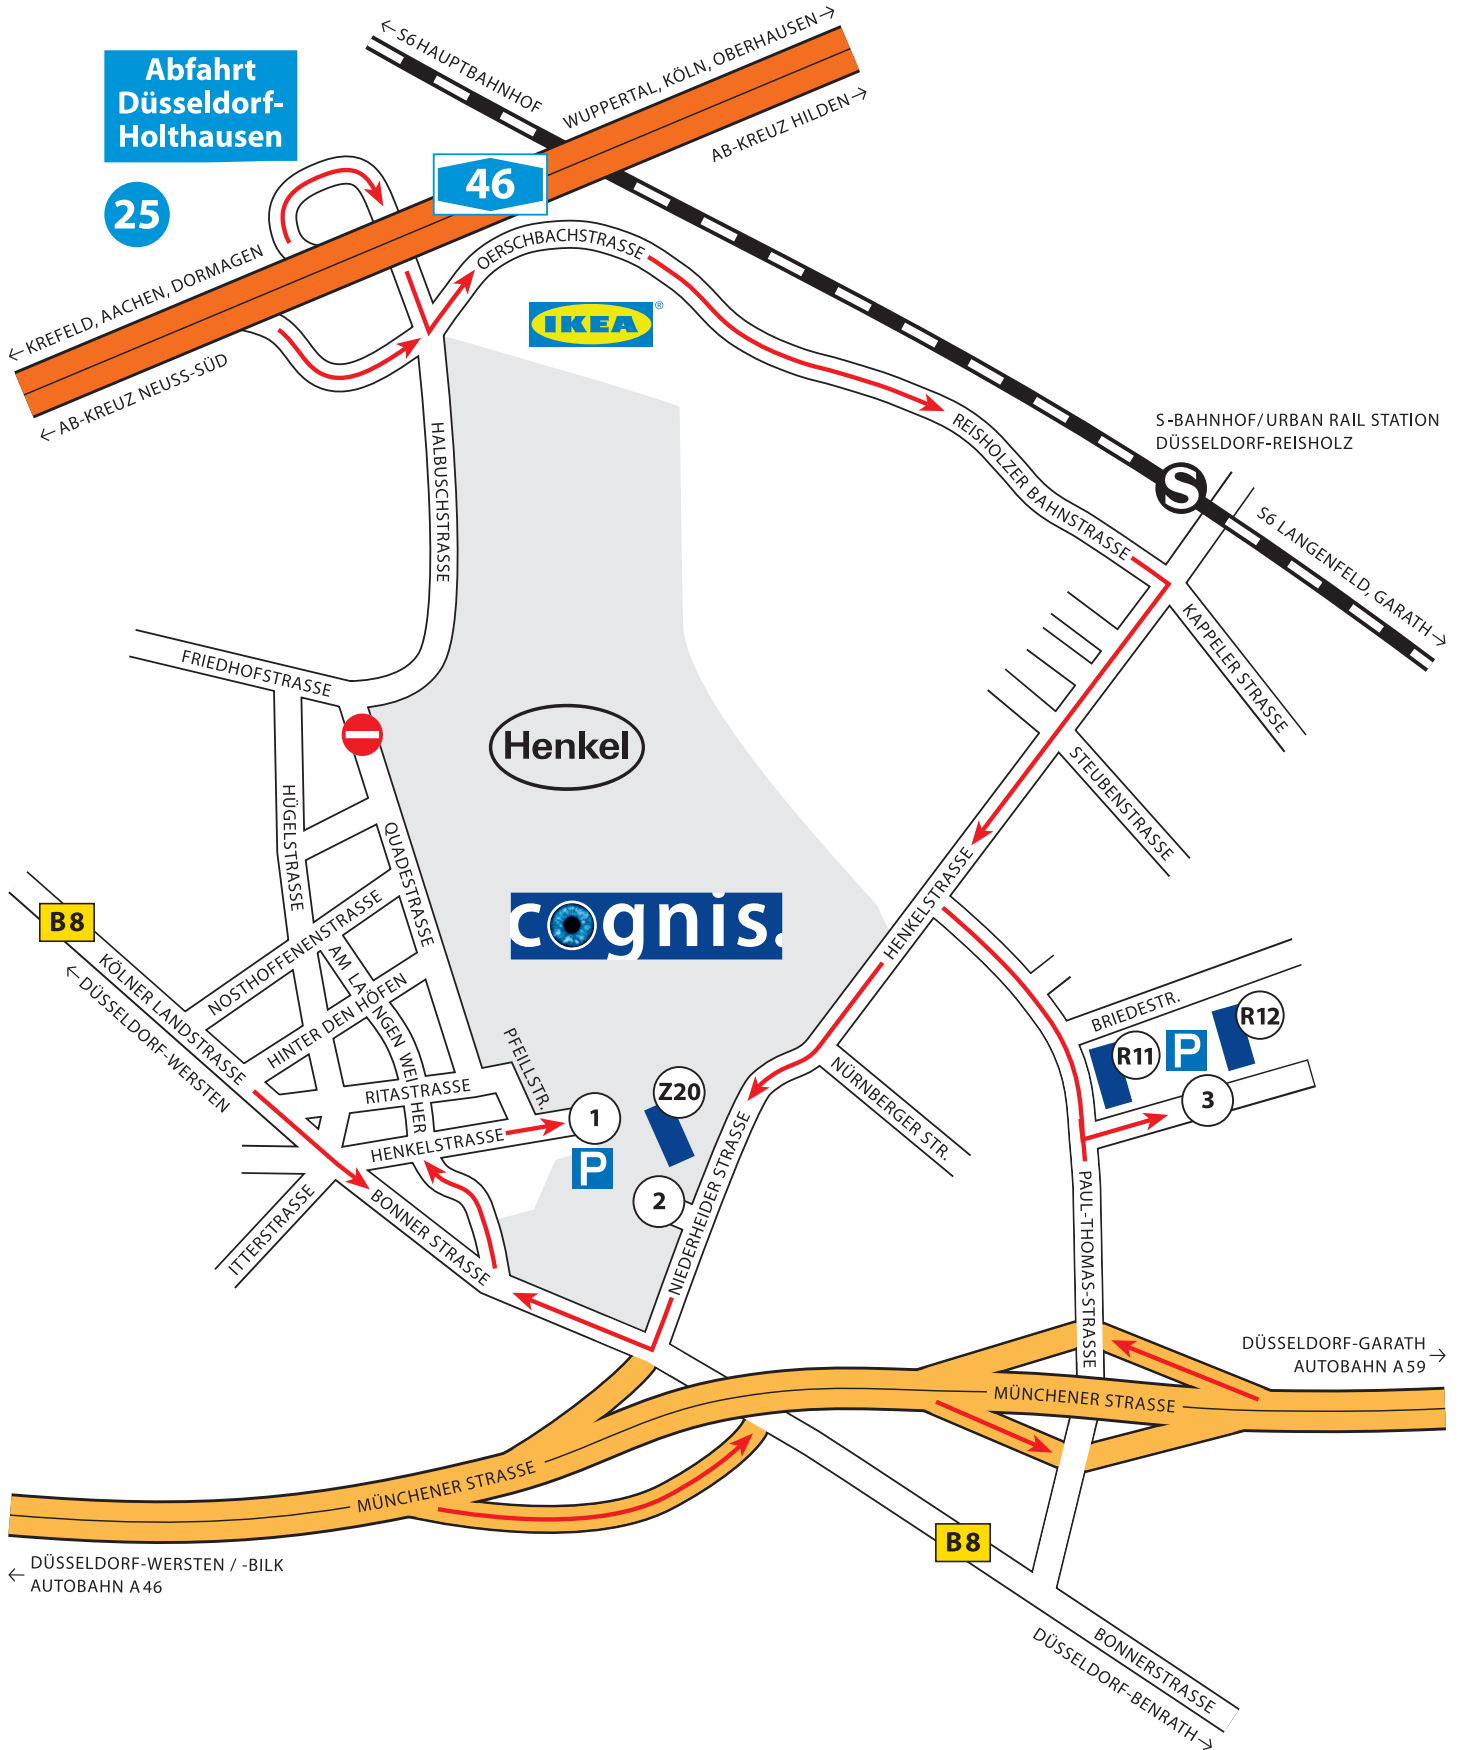 ← S6 HAUPTBAHNHOF
WUPPERTAL, KÖLN, OBERHAUSEN →
AB-KREUZ HILDEN →
Abfahrt
Düsseldorf-
Holthausen
25
46
← KREFELD, AACHEN, DORMAGEN
← AB-KREUZ NEUSS-SÜD
OERSCHBACHSTRASSE
IKEA®
REISHOLZER BAHNSTRASSE
S-BAHNHOF/URBAN RAIL STATION
DÜSSELDORF-REISHOLZ
S
S6 LANGENFELD, GARATH →
HALBUSCHSTRASSE
FRIEDHOFSTRASSE
KAPPELER STRASSE
STEUBENSTRASSE
Henkel
HÜGELSTRASSE
QUADESTRASSE
HENKELSTRASSE
cognis.
B8
KÖLNER LANDSTRASSE
← DÜSSELDORF-WERSTEN
NOSTHOFFENENSTRASSE
AM LANGEN WEIHER
HINTER DEN HÖFEN
RITASTRASSE
PFEILLSTR.
HENKELSTRASSE
1
P
Z20
2
NIEDERHEIDER STRASSE
NÜRNBERGER STR.
BRIEDESTR.
R11
P
R12
3
PAUL-THOMAS-STRASSE
ITTERSTRASSE
BONNER STRASSE
DÜSSELDORF-GARATH →
AUTOBAHN A 59
MÜNCHENER STRASSE
MÜNCHENER STRASSE
← DÜSSELDORF-WERSTEN / -BILK
AUTOBAHN A 46
B8
BONNERSTRASSE
DÜSSELDORF-BENRATH →